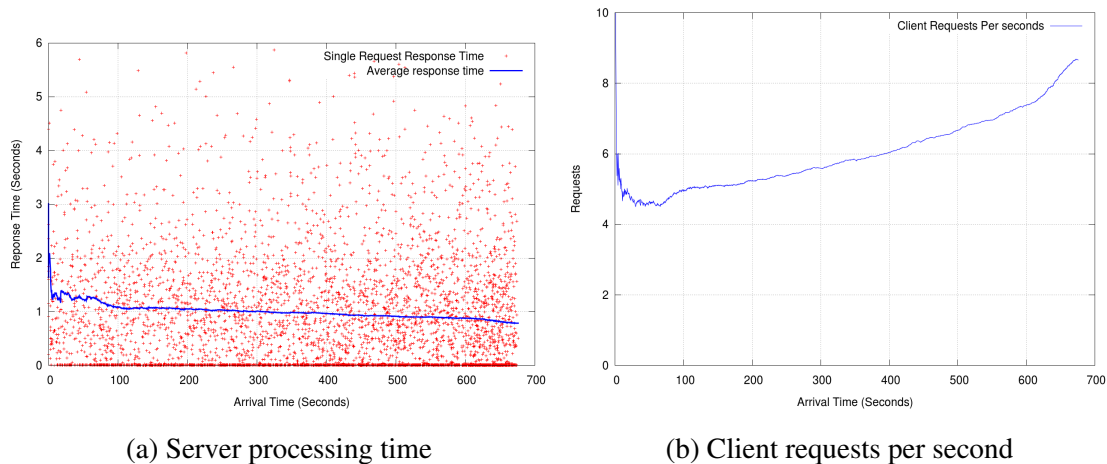 6
5
4
3
2
1
0
Reponse Time (Seconds)
Single Request Response Time
Average response time
0 100 200 300 400 500 600 700
Arrival Time (Seconds)
(a) Server processing time
10
8
6
4
2
0
Requests
Client Requests Per seconds
0 100 200 300 400 500 600 700
Arrival Time (Seconds)
(b) Client requests per second